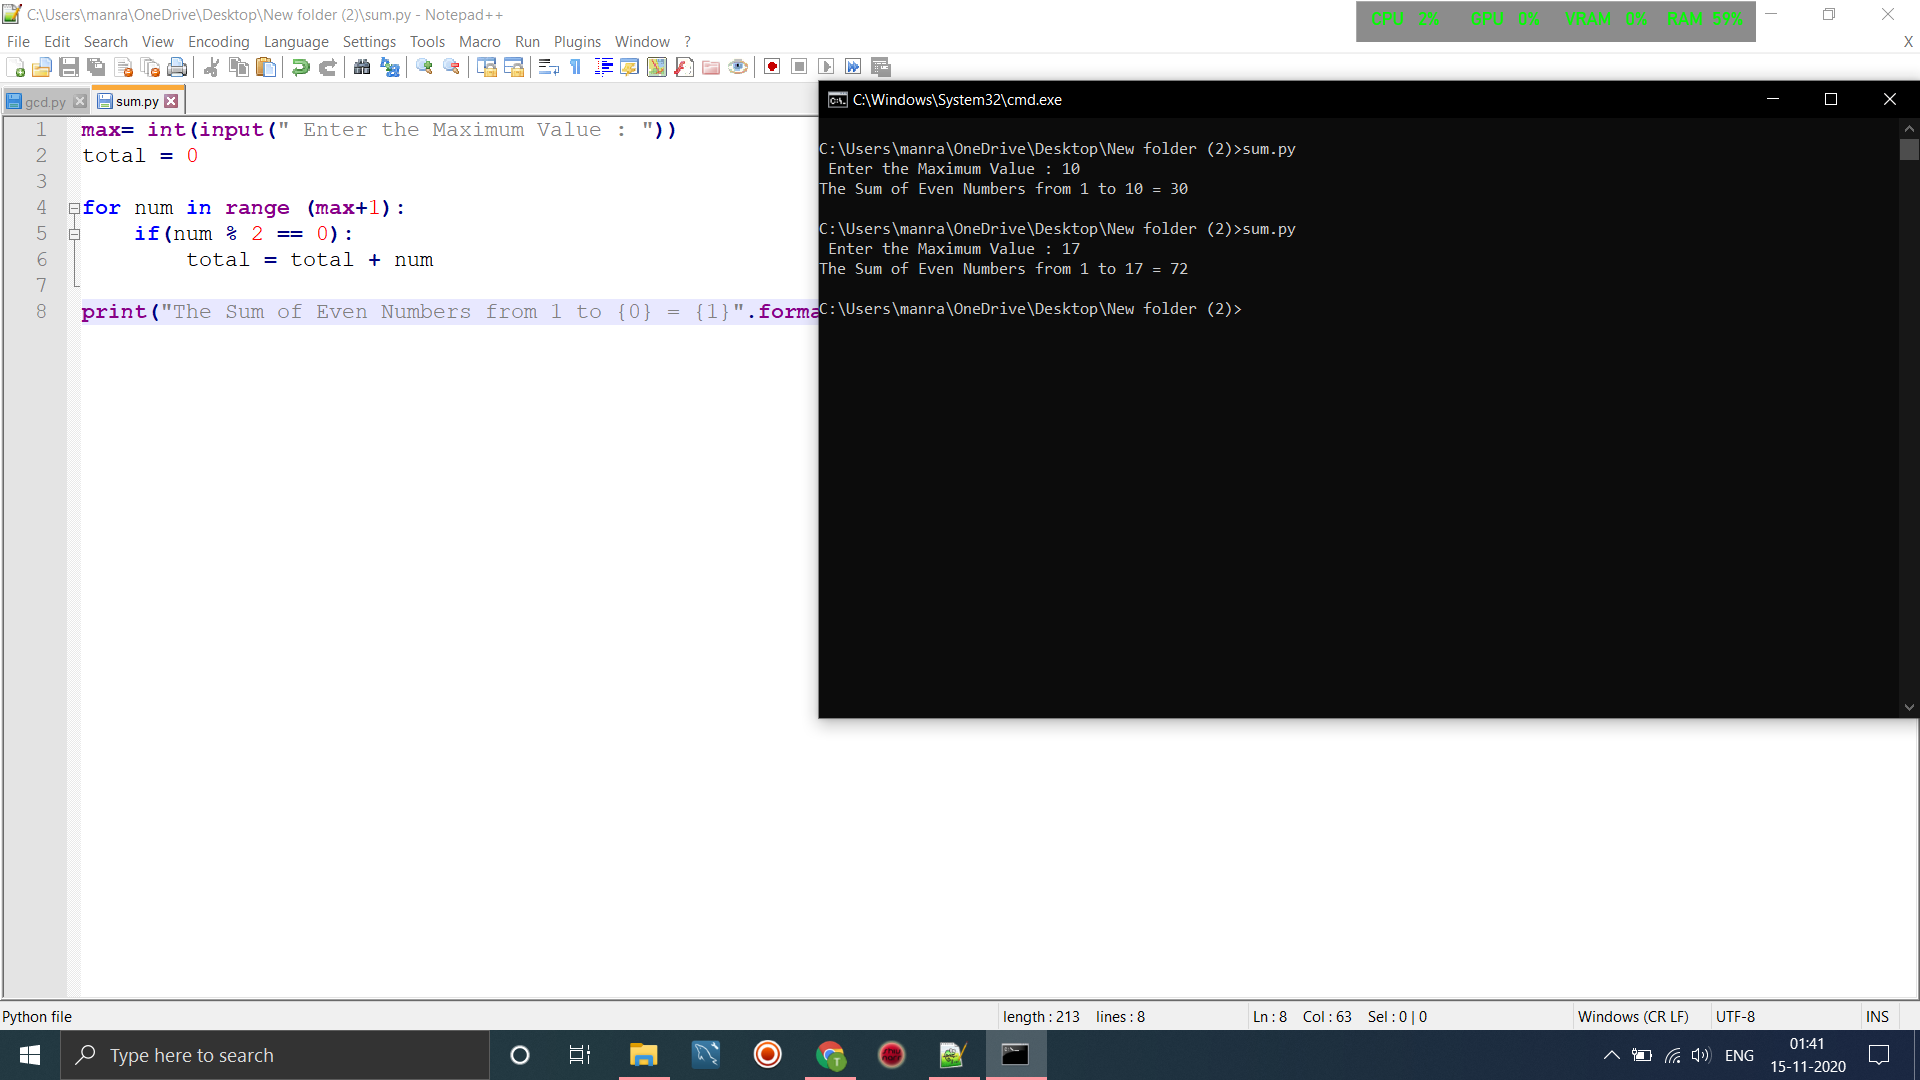 C:\Users\manra\OneDrive\Desktop\New folder (2)\sum.py - Notepad++
CPU 2% GPU 0% VRAM 0% RAM 59%
File Edit Search View Encoding Language Settings Tools Macro Run Plugins Window ? X
gcd.py sum.py
1 max= int(input(" Enter the Maximum Value : "))
2 total = 0
3
4 for num in range (max+1):
5 if(num % 2 == 0):
6 total = total + num
7
8 print("The Sum of Even Numbers from 1 to {0} = {1}".forma
C:\Windows\System32\cmd.exe
C:\Users\manra\OneDrive\Desktop\New folder (2)>sum.py
Enter the Maximum Value : 10
The Sum of Even Numbers from 1 to 10 = 30
C:\Users\manra\OneDrive\Desktop\New folder (2)>sum.py
Enter the Maximum Value : 17
The Sum of Even Numbers from 1 to 17 = 72
C:\Users\manra\OneDrive\Desktop\New folder (2)>
Python file length : 213 lines : 8 Ln : 8 Col : 63 Sel : 0 | 0 Windows (CR LF) UTF-8 INS
Type here to search
ENG
01:41
15-11-2020